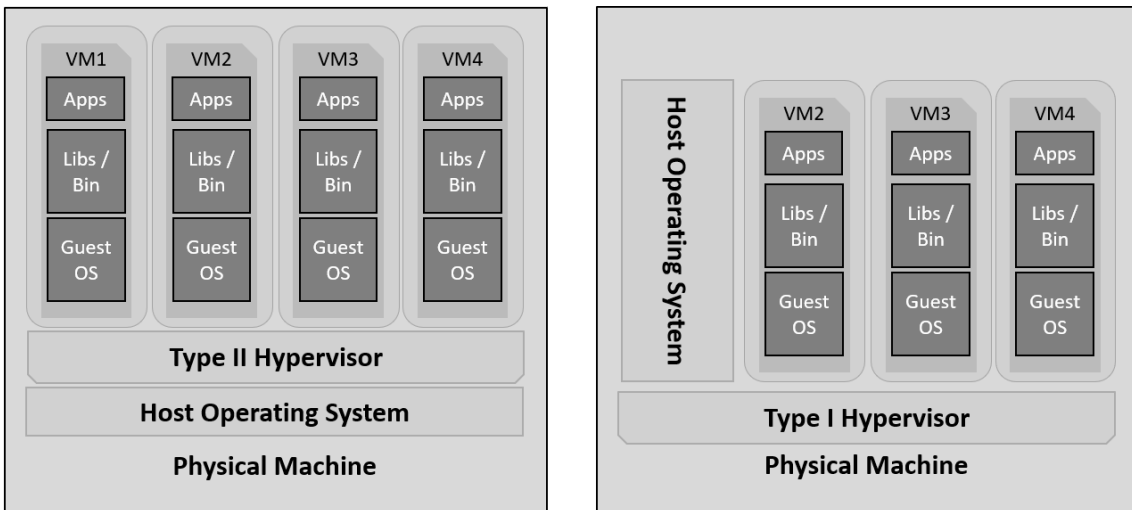 VM1
Apps
Libs /
Bin
Guest
OS
VM2
Apps
Libs /
Bin
Guest
OS
VM3
Apps
Libs /
Bin
Guest
OS
VM4
Apps
Libs /
Bin
Guest
OS
Type II Hypervisor
Host Operating System
Physical Machine
Host Operating System
VM2
Apps
Libs /
Bin
Guest
OS
VM3
Apps
Libs /
Bin
Guest
OS
VM4
Apps
Libs /
Bin
Guest
OS
Type I Hypervisor
Physical Machine